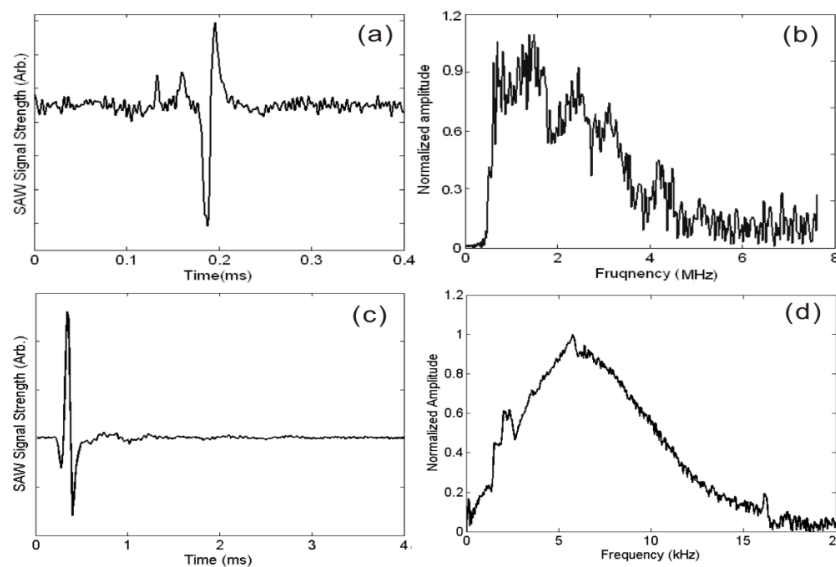 (a)
SAW Signal Strength (Arb.)
0 0.1 0.2 0.3 0.4
Time(ms)
(b)
Normalized amplitude
1.2
0.9
0.6
0.3
0
0 2 4 6 8
Fruqnency (MHz)
(c)
SAW Signal Strength (Arb.)
0 1 2 3 4
Time (ms)
(d)
Normalized Amplitude
1.2
1
0.8
0.6
0.4
0.2
0
0 5 10 15 20
Frequency (kHz)